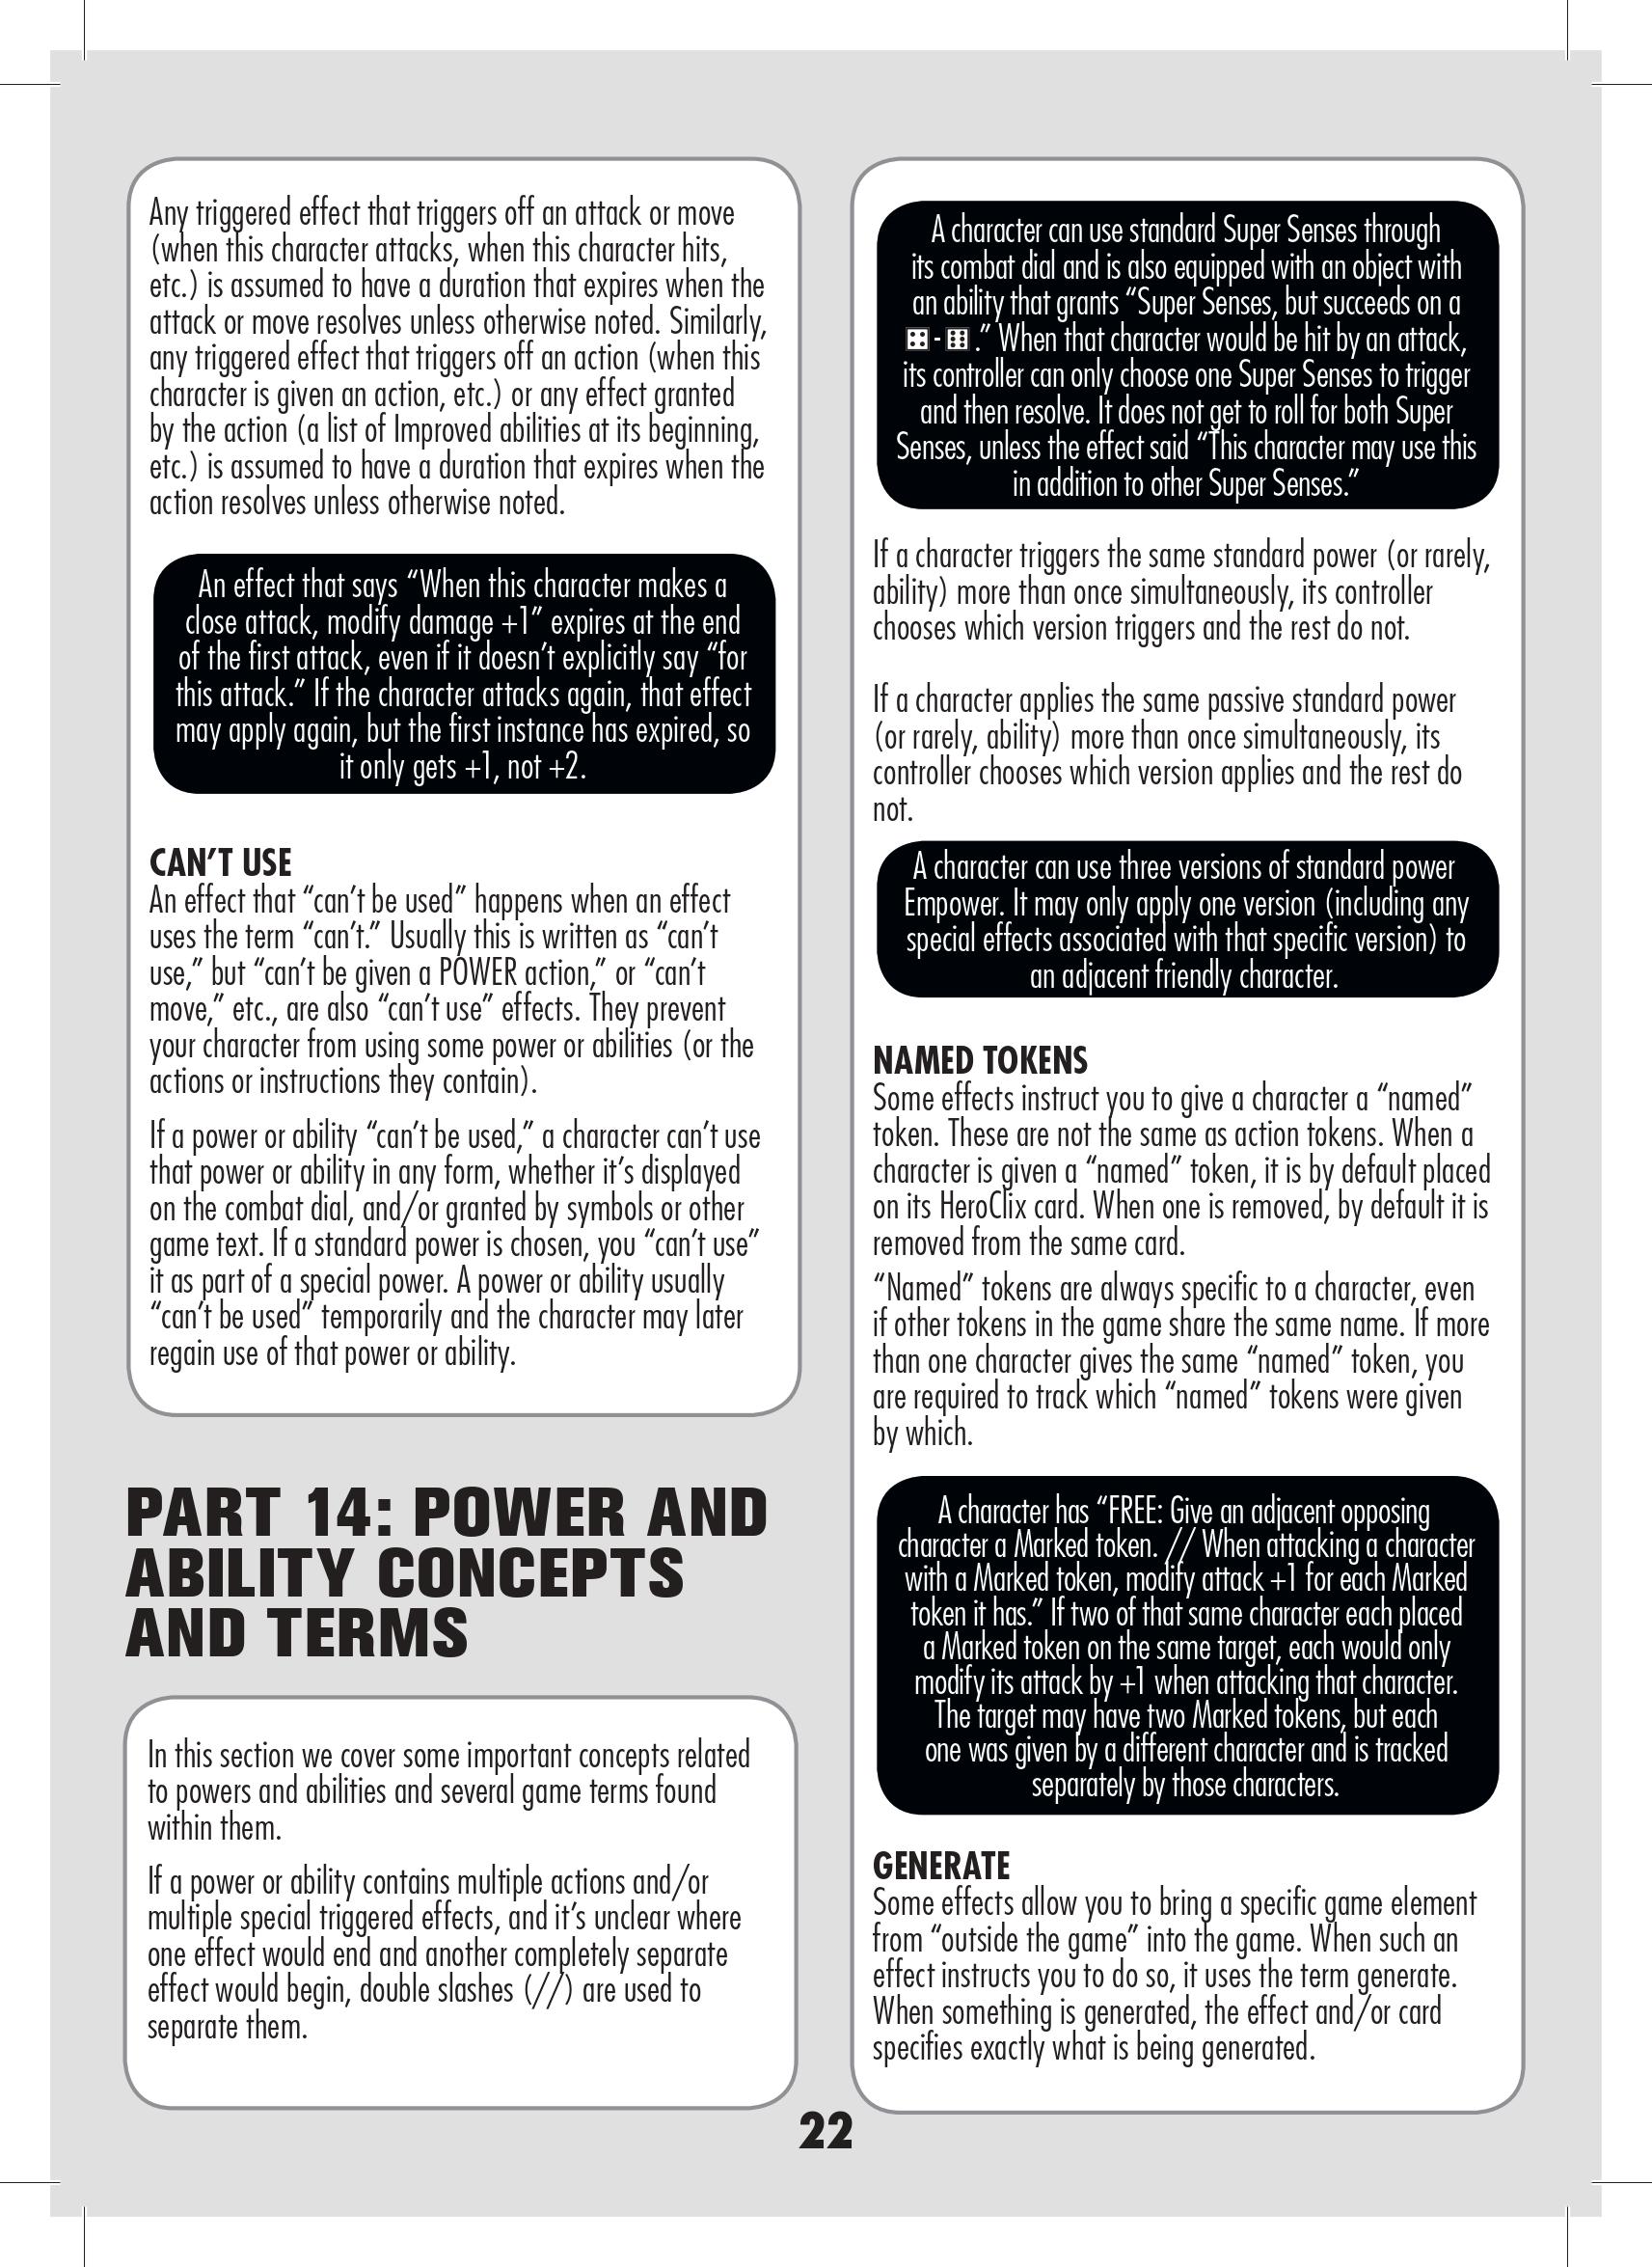 Any triggered effect that triggers off an attack or move
(when this character attacks, when this character hits,
etc.) is assumed to have a duration that expires when the
attack or move resolves unless otherwise noted. Similarly,
any triggered effect that triggers off an action (when this
character is given an action, etc.) or any effect granted
by the action (a list of Improved abilities at its beginning,
etc.) is assumed to have a duration that expires when the
action resolves unless otherwise noted.
An effect that says “When this character makes a
close attack, modify damage +1” expires at the end
of the first attack, even if it doesn’t explicitly say “for
this attack.” If the character attacks again, that effect
may apply again, but the first instance has expired, so
it only gets +1, not +2.
CAN’T USE
An effect that “can’t be used” happens when an effect
uses the term “can’t.” Usually this is written as “can’t
use,” but “can’t be given a POWER action,” or “can’t
move,” etc., are also “can’t use” effects. They prevent
your character from using some power or abilities (or the
actions or instructions they contain).
If a power or ability “can’t be used,” a character can’t use
that power or ability in any form, whether it’s displayed
on the combat dial, and/or granted by symbols or other
game text. If a standard power is chosen, you “can’t use”
it as part of a special power. A power or ability usually
“can’t be used” temporarily and the character may later
regain use of that power or ability.
PART 14: POWER AND
ABILITY CONCEPTS
AND TERMS
In this section we cover some important concepts related
to powers and abilities and several game terms found
within them.
If a power or ability contains multiple actions and/or
multiple special triggered effects, and it’s unclear where
one effect would end and another completely separate
effect would begin, double slashes (//) are used to
separate them.
A character can use standard Super Senses through
its combat dial and is also equipped with an object with
an ability that grants “Super Senses, but succeeds on a
⚃-⚅.” When that character would be hit by an attack,
its controller can only choose one Super Senses to trigger
and then resolve. It does not get to roll for both Super
Senses, unless the effect said “This character may use this
in addition to other Super Senses.”
If a character triggers the same standard power (or rarely,
ability) more than once simultaneously, its controller
chooses which version triggers and the rest do not.
If a character applies the same passive standard power
(or rarely, ability) more than once simultaneously, its
controller chooses which version applies and the rest do
not.
A character can use three versions of standard power
Empower. It may only apply one version (including any
special effects associated with that specific version) to
an adjacent friendly character.
NAMED TOKENS
Some effects instruct you to give a character a “named”
token. These are not the same as action tokens. When a
character is given a “named” token, it is by default placed
on its HeroClix card. When one is removed, by default it is
removed from the same card.
“Named” tokens are always specific to a character, even
if other tokens in the game share the same name. If more
than one character gives the same “named” token, you
are required to track which “named” tokens were given
by which.
A character has “FREE: Give an adjacent opposing
character a Marked token. // When attacking a character
with a Marked token, modify attack +1 for each Marked
token it has.” If two of that same character each placed
a Marked token on the same target, each would only
modify its attack by +1 when attacking that character.
The target may have two Marked tokens, but each
one was given by a different character and is tracked
separately by those characters.
GENERATE
Some effects allow you to bring a specific game element
from “outside the game” into the game. When such an
effect instructs you to do so, it uses the term generate.
When something is generated, the effect and/or card
specifies exactly what is being generated.
22